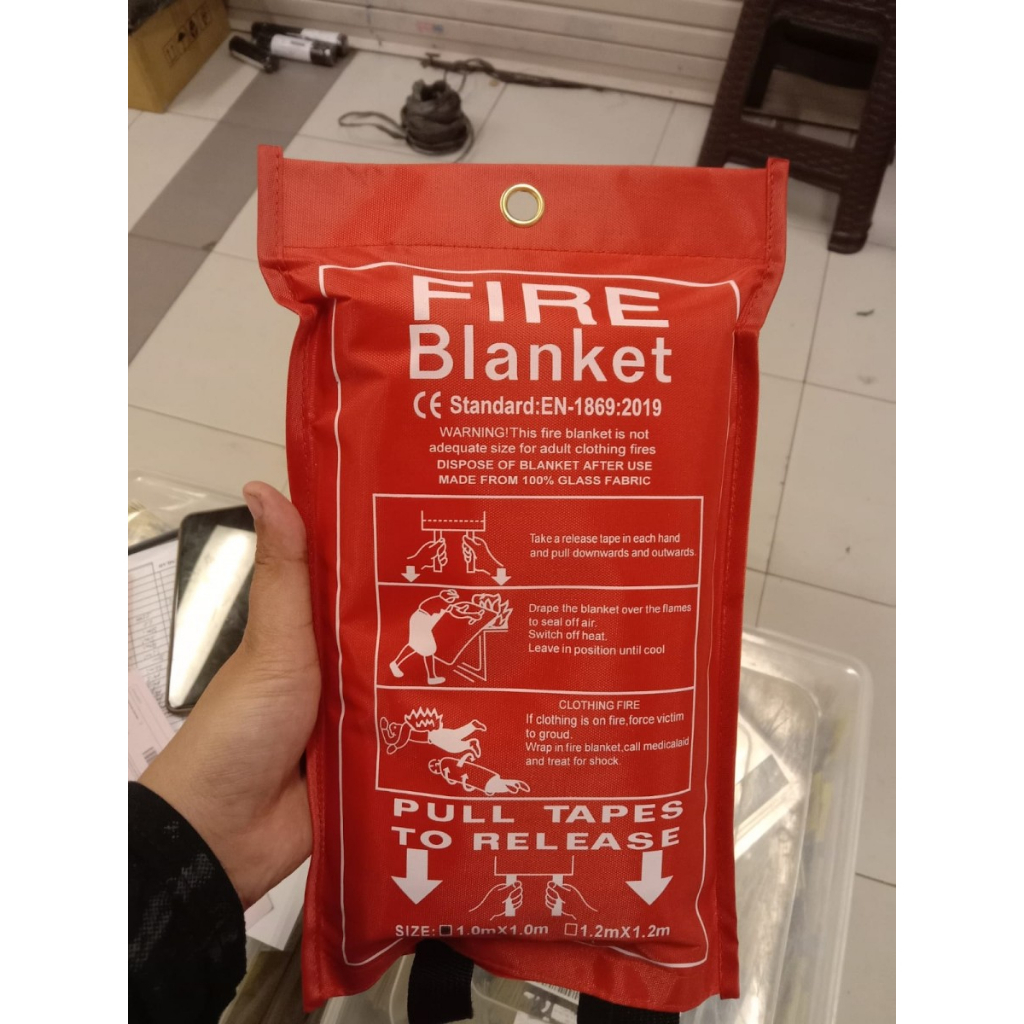 FIRE
Blanket
CE Standard:EN-1869:2019
WARNING!This fire blanket is not
adequate size for adult clothing fires
DISPOSE OF BLANKET AFTER USE
MADE FROM 100% GLASS FABRIC
Take a release tape in each hand
and pull downwards and outwards.
Drape the blanket over the flames
to seal off air.
Switch off heat.
Leave in position until cool
CLOTHING FIRE
If clothing is on fire,force victim
to groud.
Wrap in fire blanket,call medicalaid
and treat for shock.
PULL TAPES
TO RELEASE
SIZE: ■1.0mX1.0m □1.2mX1.2m